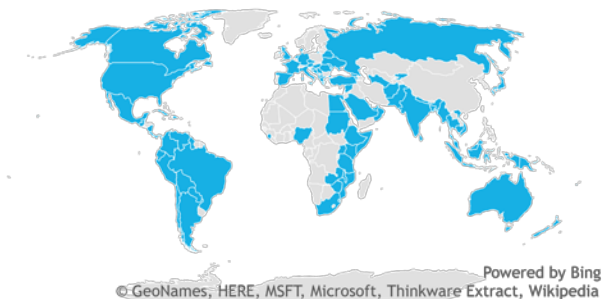 Powered by Bing
© GeoNames, HERE, MSFT, Microsoft, Thinkware Extract, Wikipedia